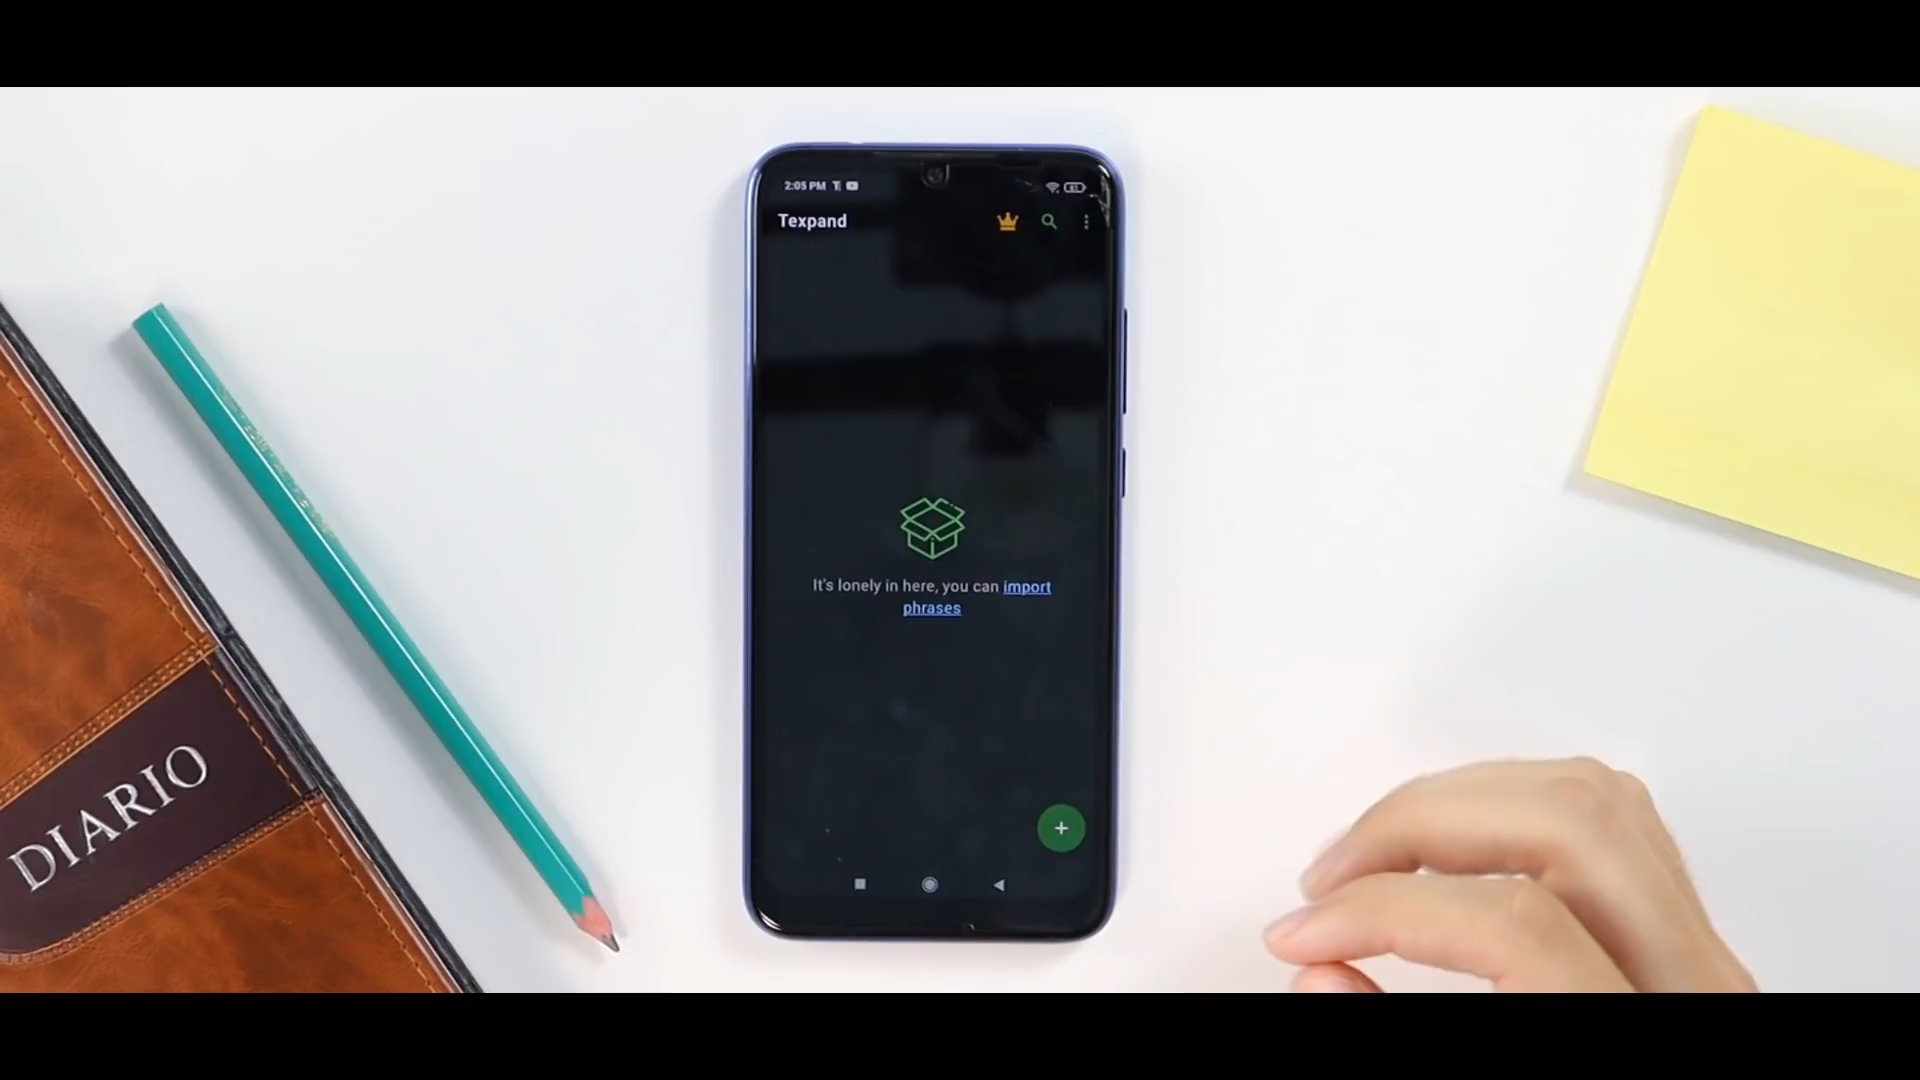 2:05 PM
Texpand
It's lonely in here, you can import
phrases
DIARIO